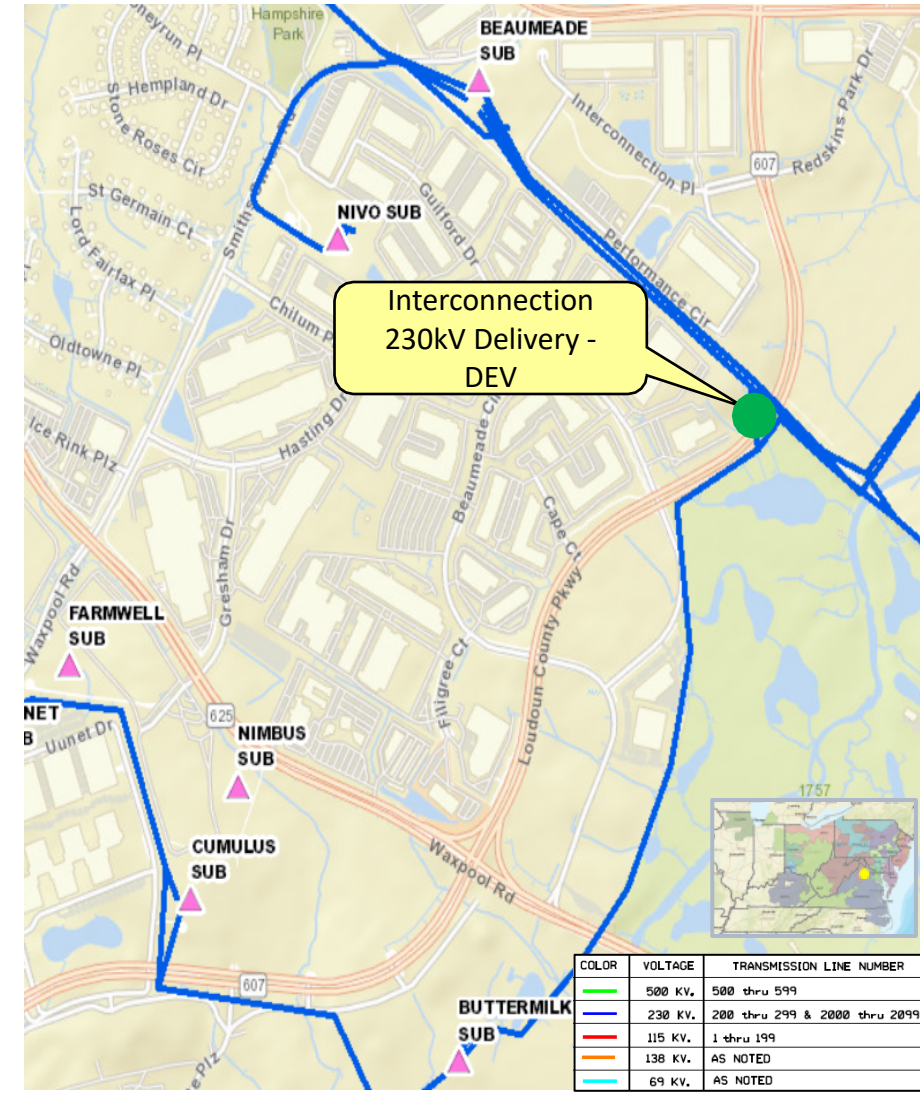 Hampshire
Park
BEAUMEADE
SUB
Hempland Dr
Stone Roses Cir
Interconnection Pl
Redskins Park Dr
607
St Germain Ct
Guilford Dr
NIVO SUB
Lord Fairfax Pl
Performance Cir
Interconnection
230kV Delivery -
DEV
Oldtowne Pl
Ice Rink Plz
Hasting Dr
Beaumeade Cir
Cape Ct
Gresham Dr
Waxpool Rd
FARMWELL
SUB
Filigree Ct
Loudoun County Pkwy
NET
B
Uunet Dr
625
NIMBUS
SUB
1757
CUMULUS
SUB
Waxpool Rd
607
BUTTERMILK
SUB
COLOR VOLTAGE TRANSMISSION LINE NUMBER
500 KV. 500 thru 599
230 KV. 200 thru 299 & 2000 thru 2099
115 KV. 1 thru 199
138 KV. AS NOTED
69 KV. AS NOTED